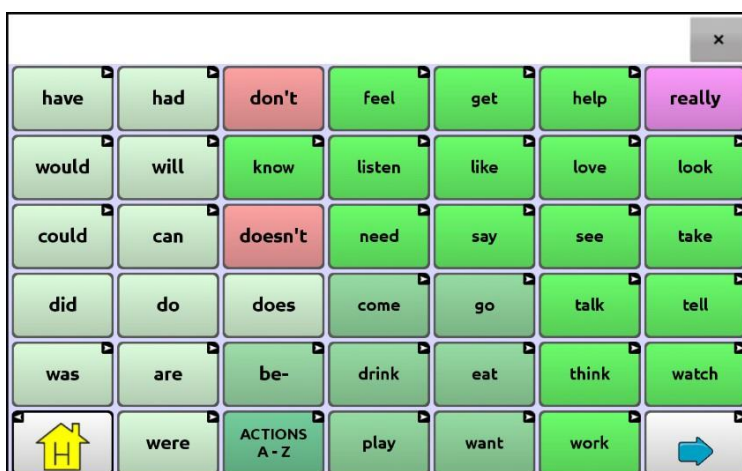 ×
have had don't feel get help really
would will know listen like love look
could can doesn't need say see take
did do does come go talk tell
was are be- drink eat think watch
H were ACTIONS
A - Z play want work